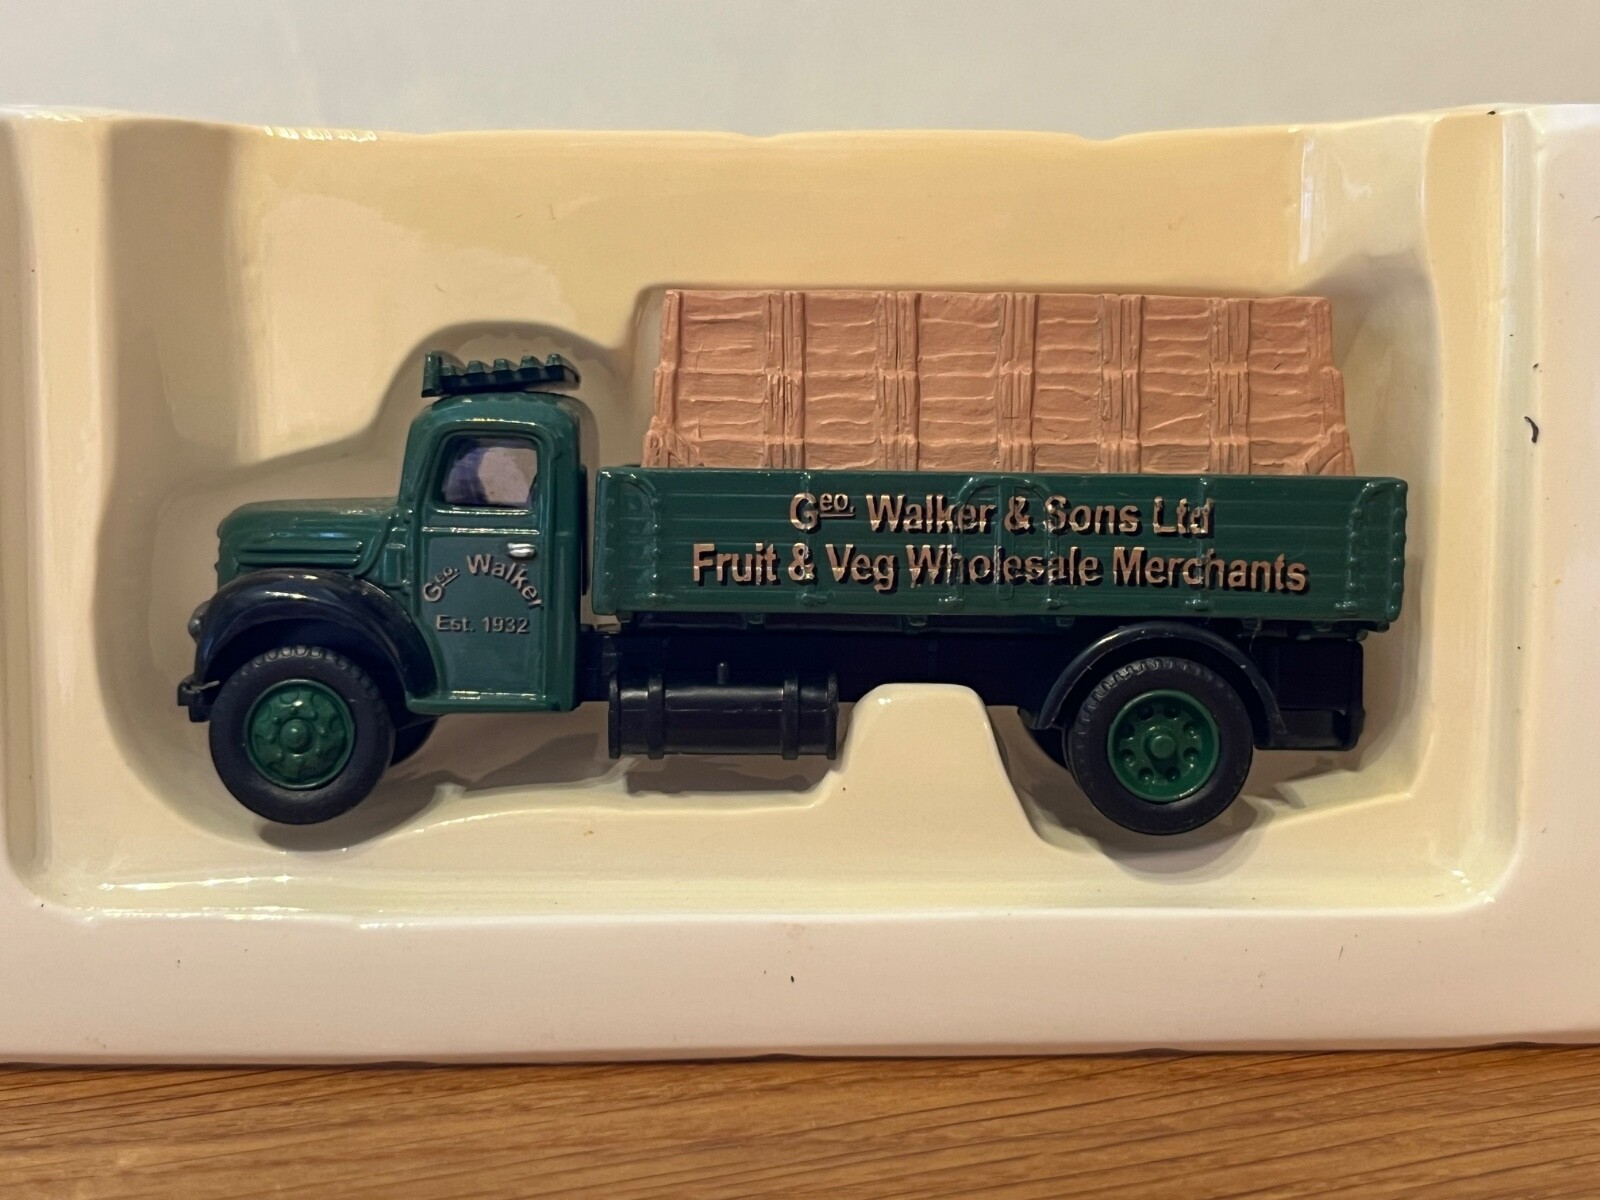 Geo. Walker & Sons Ltd
Fruit & Veg Wholesale Merchants
Geo. Walker
Est. 1932